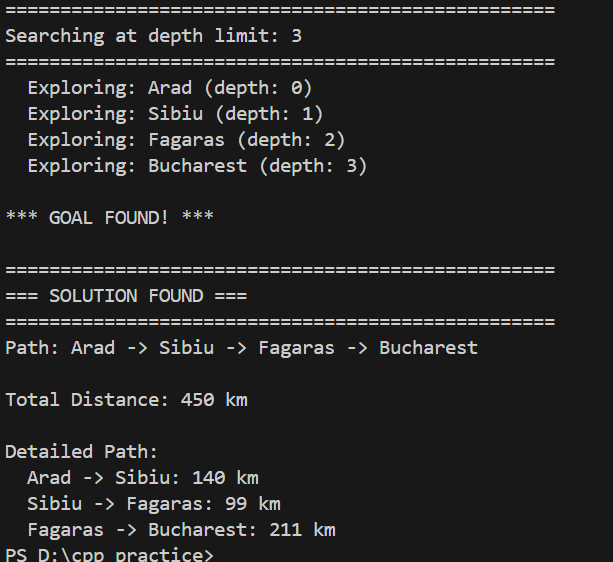 ==================================================
Searching at depth limit: 3
==================================================
Exploring: Arad (depth: 0)
Exploring: Sibiu (depth: 1)
Exploring: Fagaras (depth: 2)
Exploring: Bucharest (depth: 3)
*** GOAL FOUND! ***
==================================================
=== SOLUTION FOUND ===
==================================================
Path: Arad -> Sibiu -> Fagaras -> Bucharest
Total Distance: 450 km
Detailed Path:
Arad -> Sibiu: 140 km
Sibiu -> Fagaras: 99 km
Fagaras -> Bucharest: 211 km
PS D:\cpp practice>